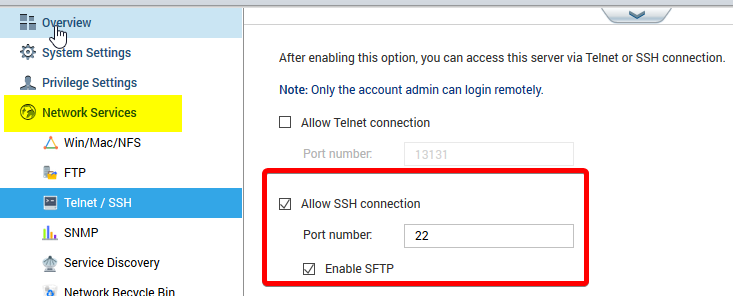 Overview
System Settings
Privilege Settings
Network Services
Win/Mac/NFS
FTP
Telnet / SSH
SNMP
Service Discovery
Network Recycle Bin
After enabling this option, you can access this server via Telnet or SSH connection.
Note: Only the account admin can login remotely.
Allow Telnet connection
Port number: 13131
Allow SSH connection
Port number: 22
Enable SFTP